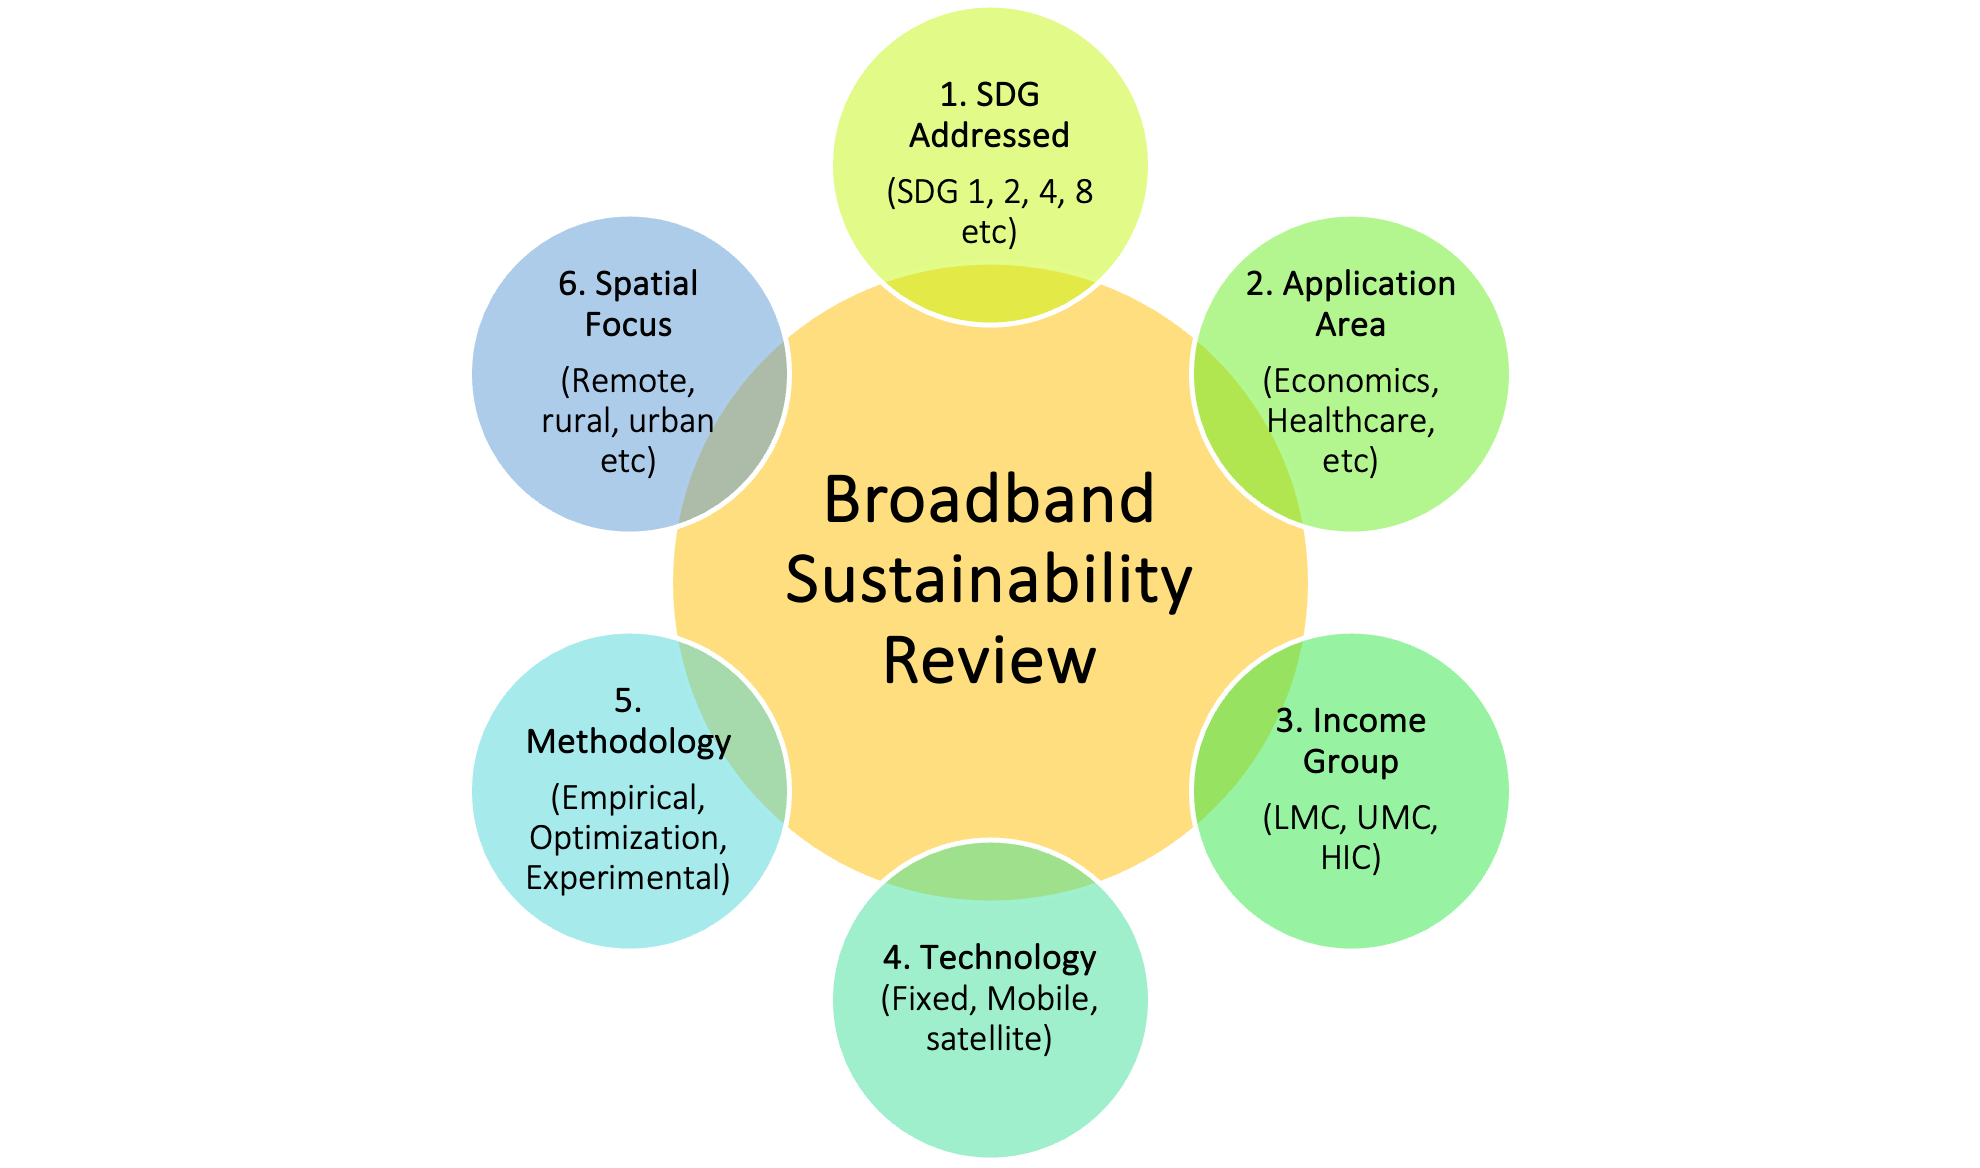 1. SDG
Addressed
(SDG 1, 2, 4, 8
etc)
2. Application
Area
(Economics,
Healthcare,
etc)
3. Income
Group
(LMC, UMC,
HIC)
4. Technology
(Fixed, Mobile,
satellite)
5.
Methodology
(Empirical,
Optimization,
Experimental)
6. Spatial
Focus
(Remote,
rural, urban
etc)
Broadband
Sustainability
Review